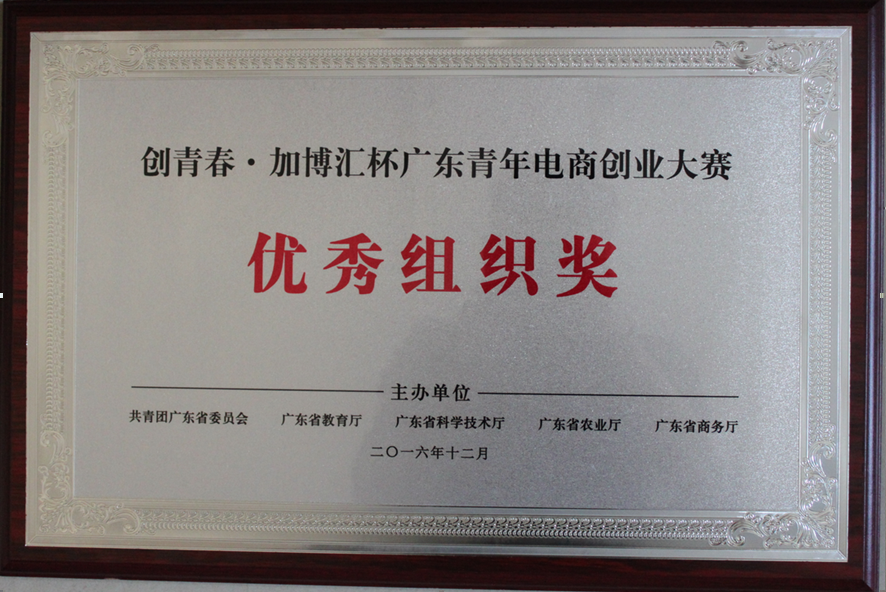 创青春·加博汇杯广东青年电商创业大赛
优秀组织奖
主办单位
共青团广东省委员会 广东省教育厅 广东省科学技术厅 广东省农业厅 广东省商务厅
二〇一六年十二月